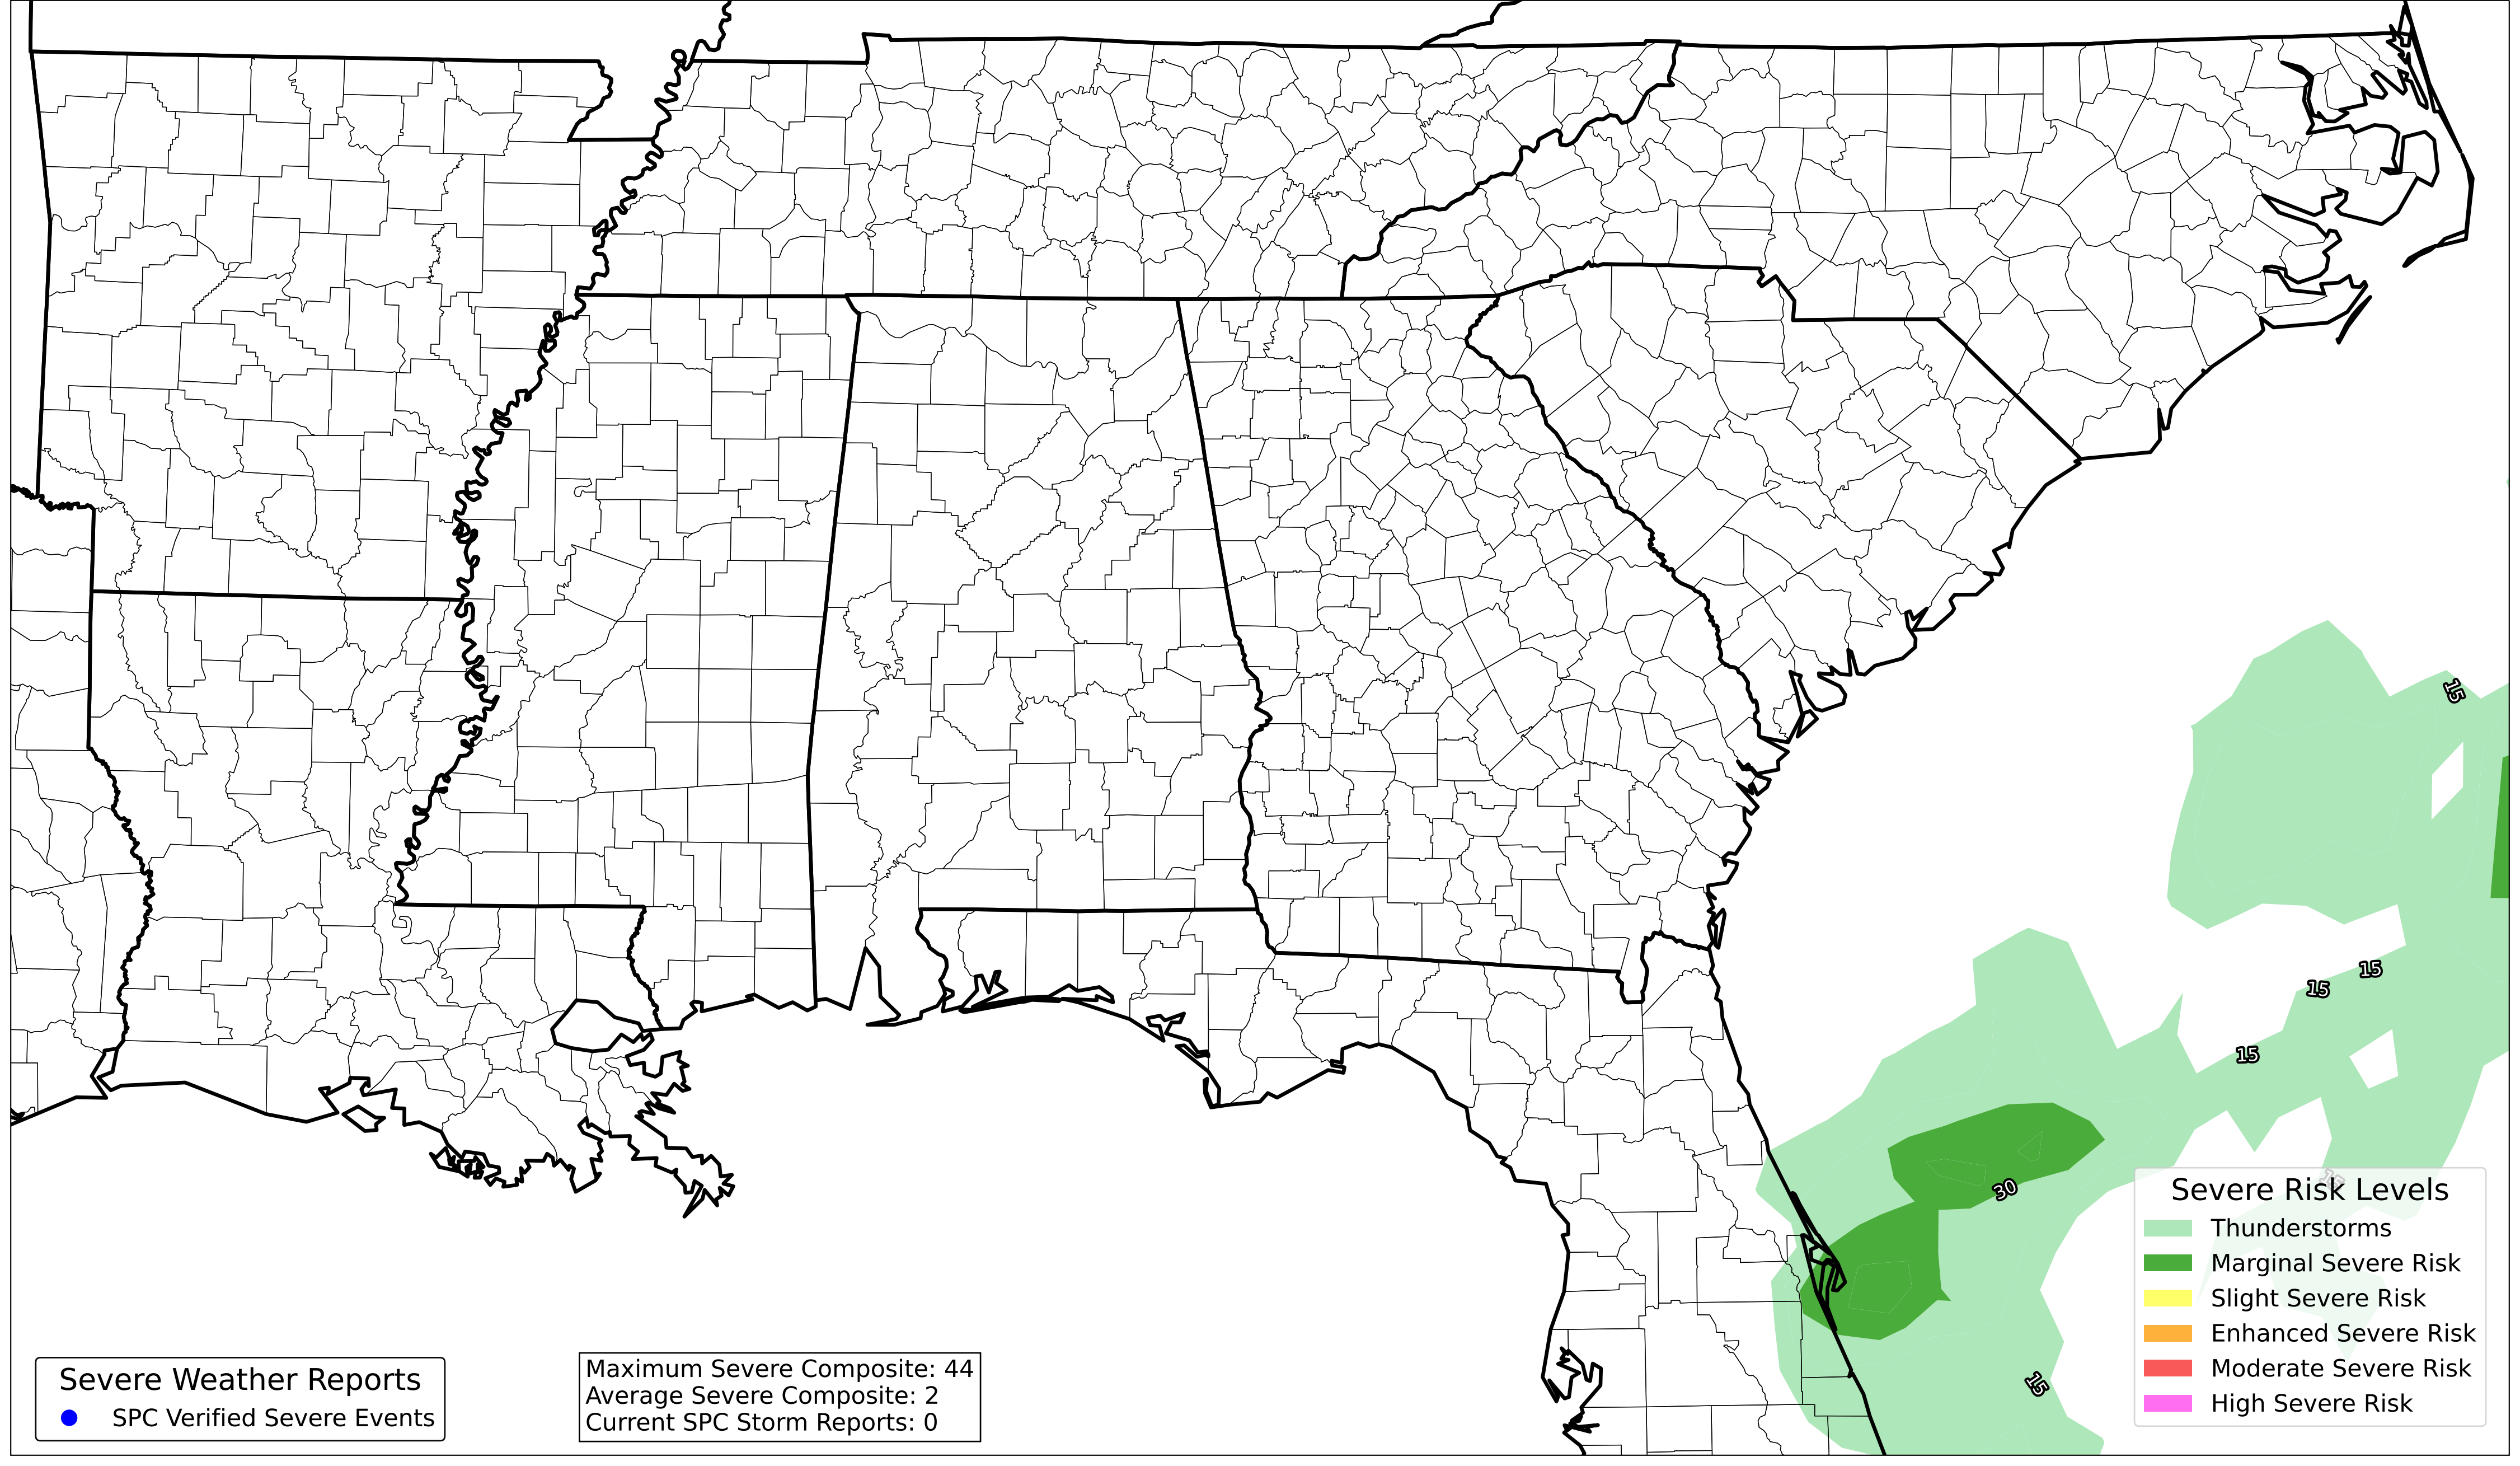 15
15
15
15
30
15
Severe Risk Levels
Thunderstorms
Marginal Severe Risk
Slight Severe Risk
Enhanced Severe Risk
Moderate Severe Risk
High Severe Risk
Severe Weather Reports
SPC Verified Severe Events
Maximum Severe Composite: 44
Average Severe Composite: 2
Current SPC Storm Reports: 0